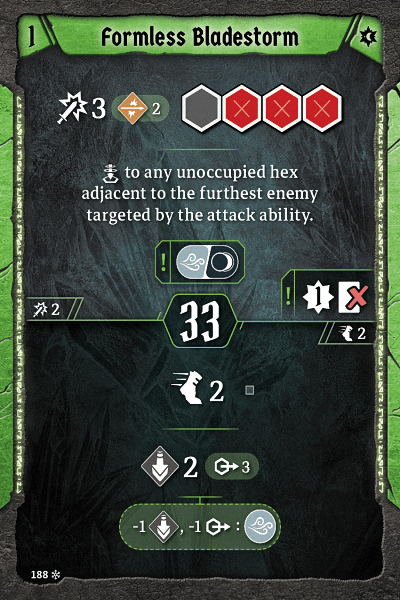 1 Formless Bladestorm
3 2
to any unoccupied hex
adjacent to the furthest enemy
targeted by the attack ability.
!
! 1
2 33
2
2
2 3
-1 , -1 :
188